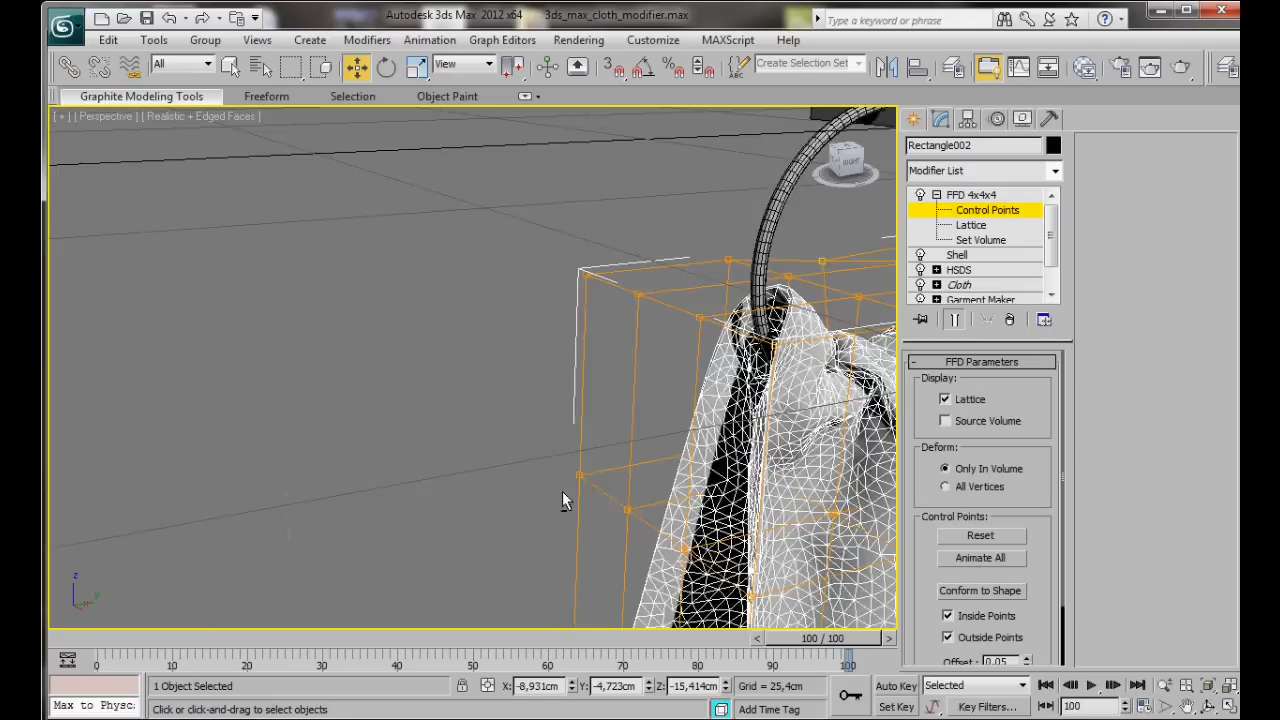 Autodesk 3ds Max 2012 x64 3ds_max_cloth_modifier.max
Type a keyword or phrase
Edit Tools Group Views Create Modifiers Animation Graph Editors Rendering Customize MAXScript Help
All View Create Selection Set
Graphite Modeling Tools Freeform Selection Object Paint
[ + ] [ Perspective ] [ Realistic + Edged Faces ]
RIGHT
Rectangle002
Modifier List
FFD 4x4x4
Control Points
Lattice
Set Volume
Shell
HSDS
Cloth
Garment Maker
FFD Parameters
Display:
Lattice
Source Volume
Deform:
Only In Volume
All Vertices
Control Points:
Reset
Animate All
Conform to Shape
Inside Points
Outside Points
Offset: 0,05
z
100 / 100
0 10 20 30 40 50 60 70 80 90 100
1 Object Selected X: -8,931cm Y: -4,723cm Z: -15,414cm Grid = 25,4cm Auto Key Selected
Max to Physc: Click or click-and-drag to select objects Add Time Tag Set Key Key Filters... 100